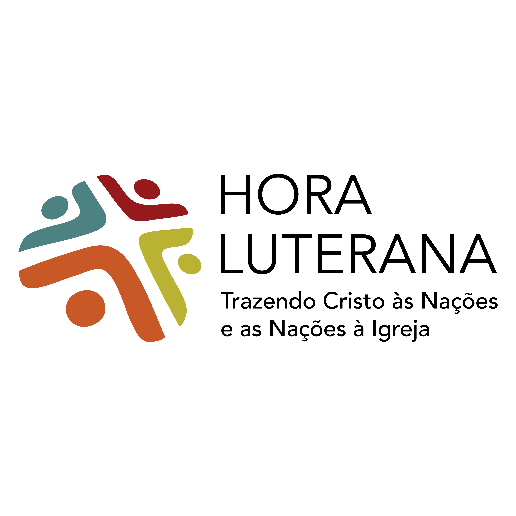 HORA
LUTERANA
Trazendo Cristo às Nações
e as Nações à Igreja